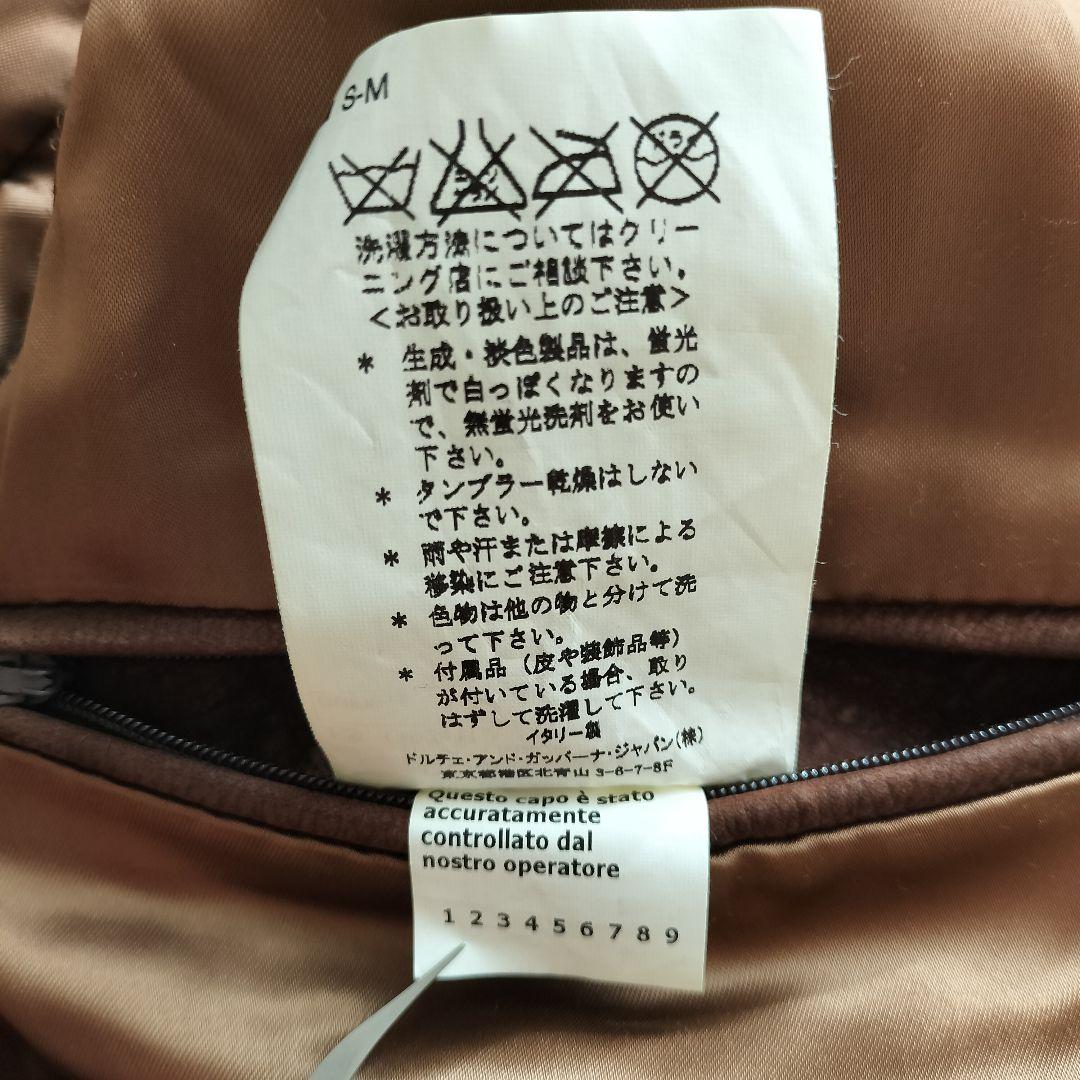 S-M
洗濯方法についてはクリー
ニング店にご相談下さい。
<お取り扱い上のご注意>
* 生成・淡色製品は、蛍光
剤で白っぽくなりますの
で、無蛍光洗剤をお使い
下さい。
* タンブラー乾燥はしない
で下さい。
* 雨や汗または摩擦による
移染にご注意下さい。
* 色物は他の物と分けて洗
って下さい。
* 付属品（皮や装飾品等）
が付いている場合、取り
はずして洗濯して下さい。
イタリー製
ドルチェ・アンド・ガッバーナ・ジャパン(株)
東京都港区北青山 3-6-7-8F
Questo capo è stato
accuratamente
controllato dal
nostro operatore
1 2 3 4 5 6 7 8 9